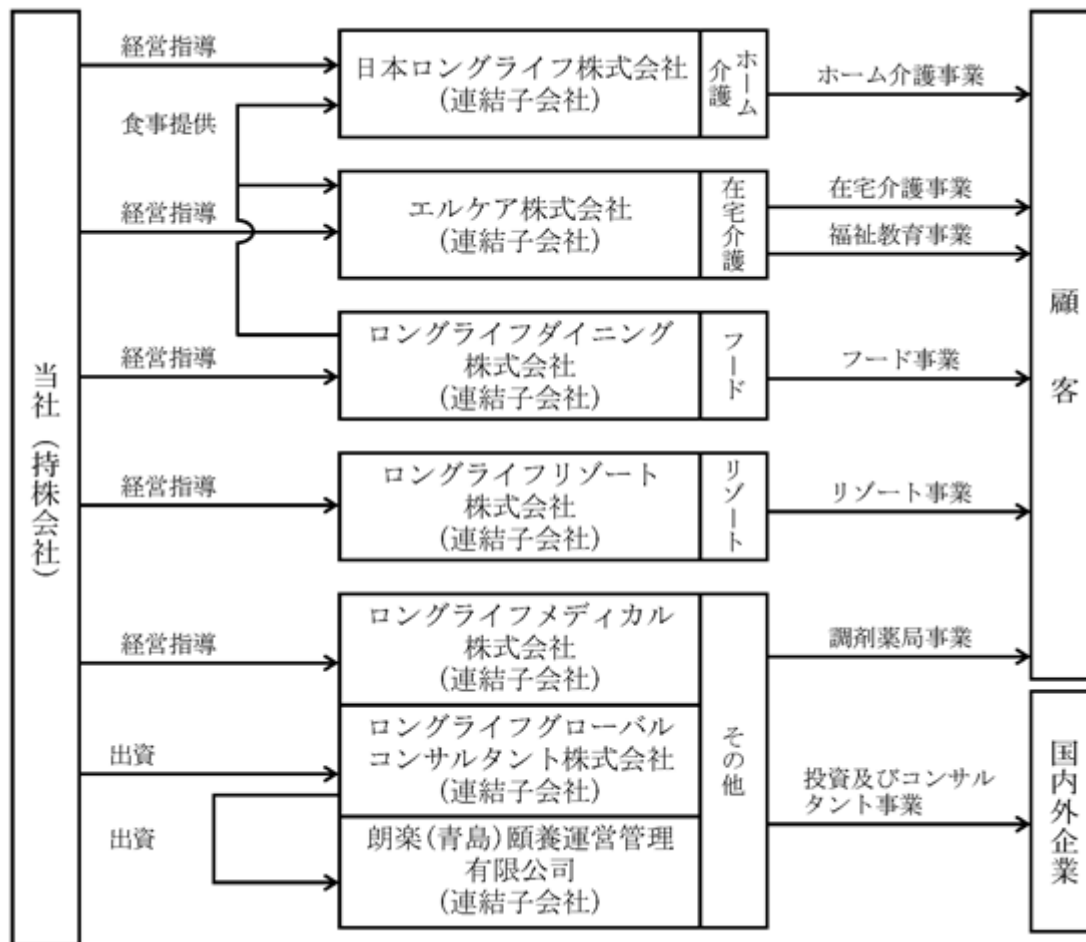 当社（持株会社）
経営指導
日本ロングライフ株式会社
(連結子会社)
ホーム
介護
ホーム介護事業
食事提供
経営指導
エルケア株式会社
(連結子会社)
在宅介護
在宅介護事業
福祉教育事業
経営指導
ロングライフダイニング
株式会社
(連結子会社)
フード
フード事業
経営指導
ロングライフリゾート
株式会社
(連結子会社)
リゾート
リゾート事業
経営指導
ロングライフメディカル
株式会社
(連結子会社)
調剤薬局事業
出資
ロングライフグローバル
コンサルタント株式会社
(連結子会社)
その他
投資及びコンサル
タント事業
出資
朗楽(青島)頤養運営管理
有限公司
(連結子会社)
顧客
国内外企業